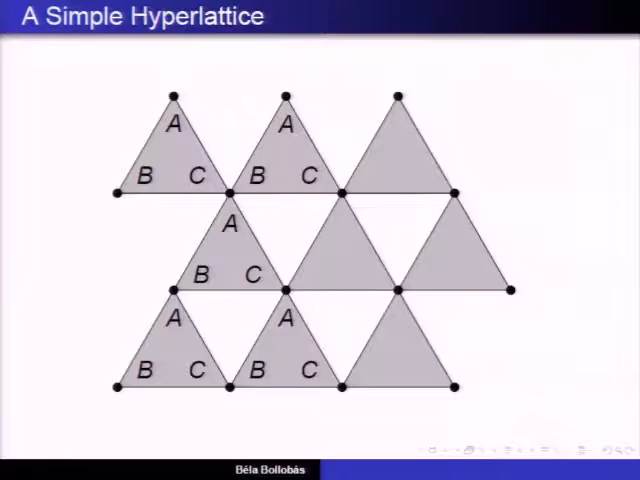 A Simple Hyperlattice
A A
B C B C
A
B C
A A
B C B C
Béla Bollobás